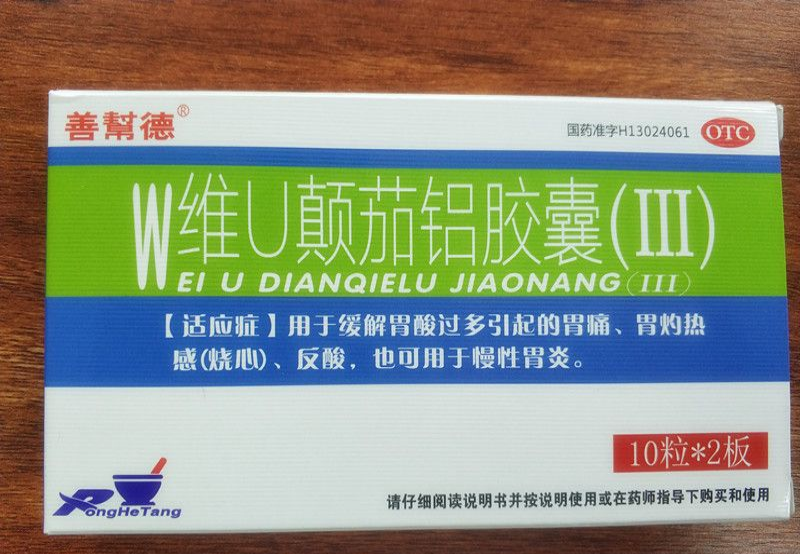 善幫德®
国药准字H13024061 OTC
W维U颠茄铝胶囊(III)
WEI U DIANQIELU JIAONANG(III)
【适应症】用于缓解胃酸过多引起的胃痛、胃灼热
感(烧心)、反酸，也可用于慢性胃炎。
10粒*2板
RongHeTang
请仔细阅读说明书并按说明使用或在药师指导下购买和使用